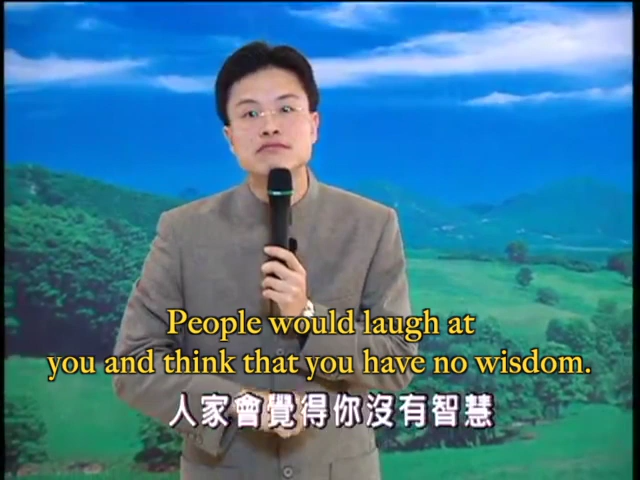 People would laugh at
you and think that you have no wisdom.
人家會覺得你沒有智慧